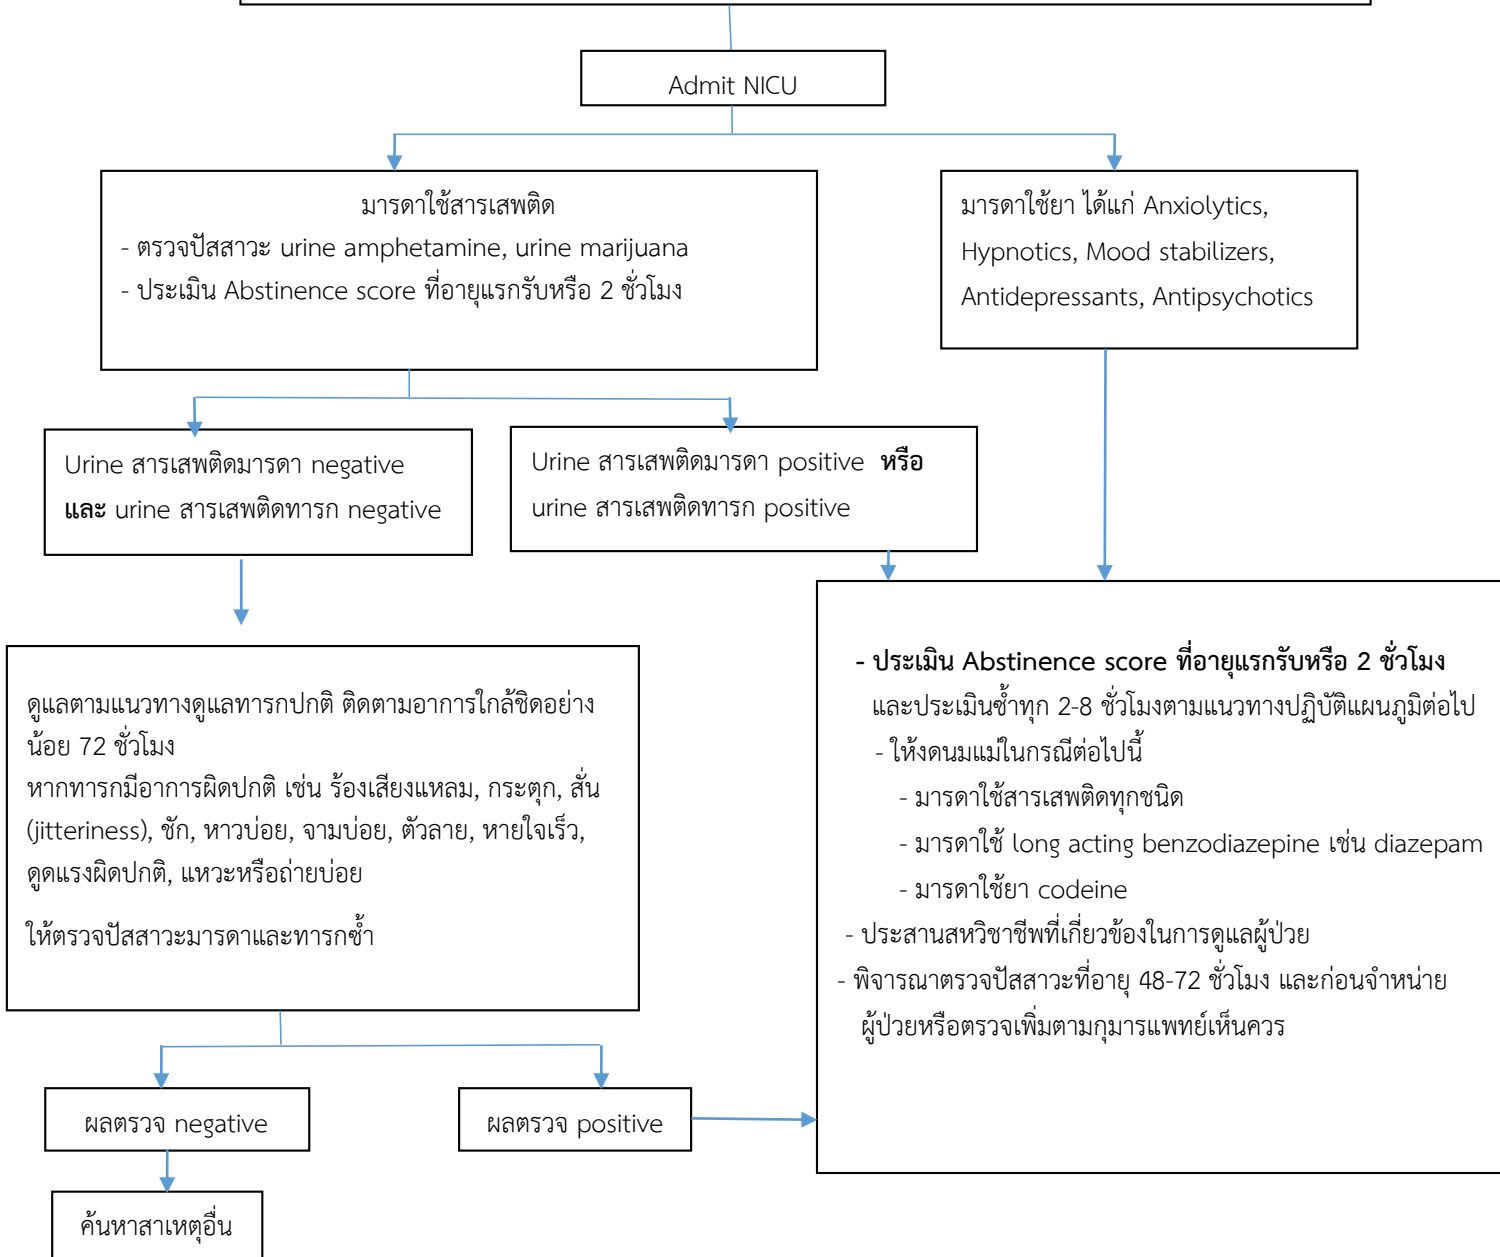 Admit NICU
มารดาใช้สารเสพติด
- ตรวจปัสสาวะ urine amphetamine, urine marijuana
- ประเมิน Abstinence score ที่อายุแรกรับหรือ 2 ชั่วโมง
มารดาใช้ยา ได้แก่ Anxiolytics,
Hypnotics, Mood stabilizers,
Antidepressants, Antipsychotics
Urine สารเสพติดมารดา negative
และ urine สารเสพติดทารก negative
Urine สารเสพติดมารดา positive หรือ
urine สารเสพติดทารก positive
ดูแลตามแนวทางดูแลทารกปกติ ติดตามอาการใกล้ชิดอย่าง
น้อย 72 ชั่วโมง
หากทารกมีอาการผิดปกติ เช่น ร้องเสียงแหลม, กระตุก, สั่น
(jitteriness), ชัก, หาวบ่อย, จามบ่อย, ตัวลาย, หายใจเร็ว,
ดูดแรงผิดปกติ, แหวะหรือถ่ายบ่อย
ให้ตรวจปัสสาวะมารดาและทารกซ้ำ
- ประเมิน Abstinence score ที่อายุแรกรับหรือ 2 ชั่วโมง
และประเมินซ้ำทุก 2-8 ชั่วโมงตามแนวทางปฏิบัติแผนภูมิต่อไป
- ให้งดนมแม่ในกรณีต่อไปนี้
- มารดาใช้สารเสพติดทุกชนิด
- มารดาใช้ long acting benzodiazepine เช่น diazepam
- มารดาใช้ยา codeine
- ประสานสหวิชาชีพที่เกี่ยวข้องในการดูแลผู้ป่วย
- พิจารณาตรวจปัสสาวะที่อายุ 48-72 ชั่วโมง และก่อนจำหน่าย
ผู้ป่วยหรือตรวจเพิ่มตามกุมารแพทย์เห็นควร
ผลตรวจ negative
ผลตรวจ positive
ค้นหาสาเหตุอื่น